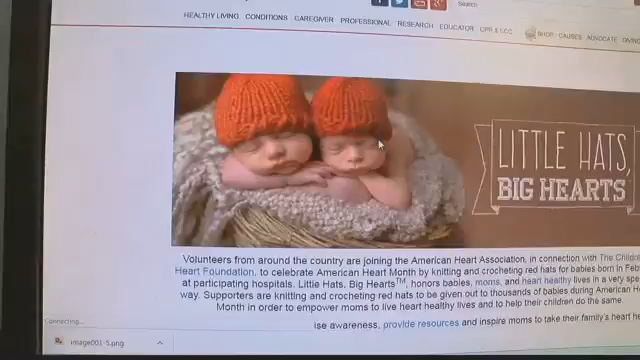 Search
HEALTHY LIVING CONDITIONS CAREGIVER PROFESSIONAL RESEARCH EDUCATOR CPR & ECC SHOP CAUSES ADVOCATE GIVING
LITTLE HATS,
BIG HEARTS
Volunteers from around the country are joining the American Heart Association, in connection with The
Heart Foundation, to celebrate American Heart Month by knitting and crocheting red hats for babies born in
at participating hospitals. Little Hats, Big Hearts™, honors babies, moms, and heart healthy lives in a very
way. Supporters are knitting and crocheting red hats to be given out to thousands of babies during American
Month in order to empower moms to live heart healthy lives and to help their children do the same.
ise awareness, provide resources and inspire moms to take their family's heart
Connecting...
image001-5.png